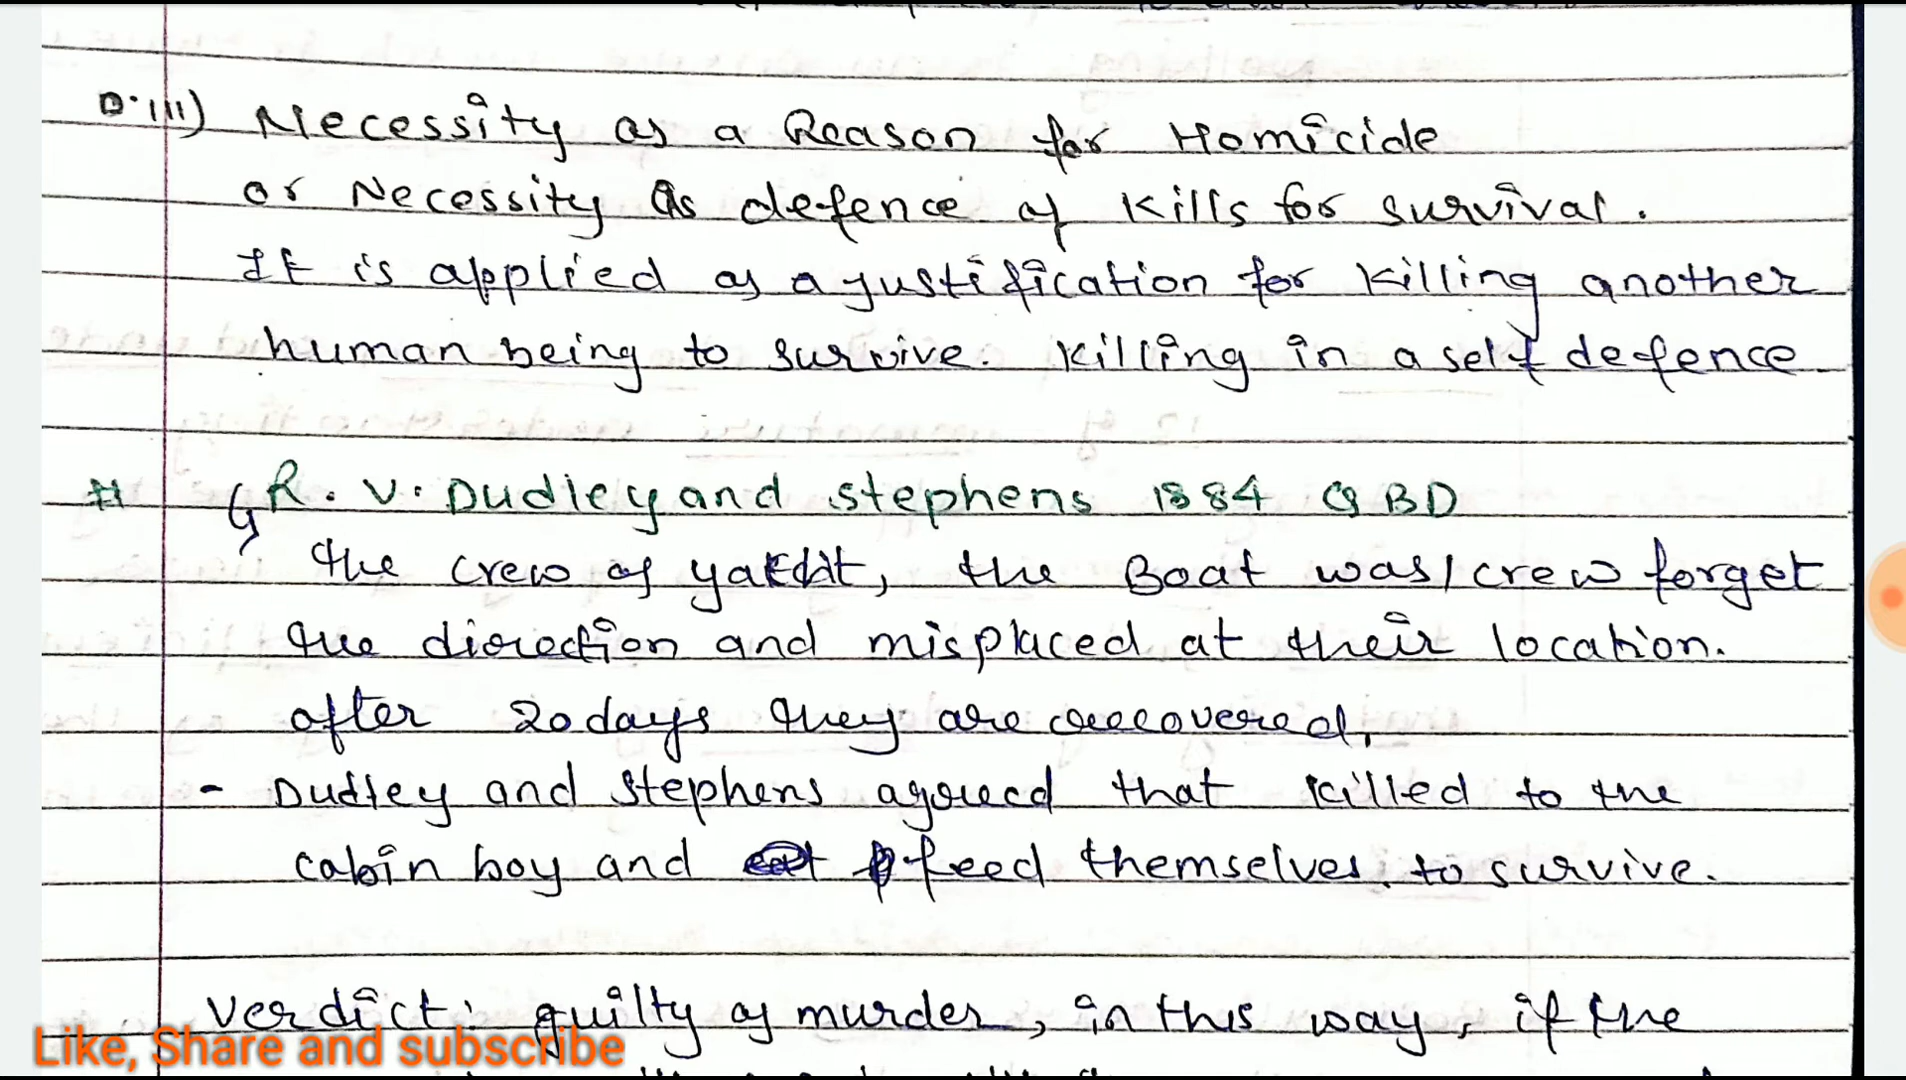 D.iii) Necessity as a Reason for Homicide
or Necessity as defence of kills for survival.
It is applied as a justification for killing another
human being to survive. killing in a self defence.
# R. V. Dudley and Stephens 1884 QBD
the crew of yatcht, the Boat was/crew forget
the direction and misplaced at their location.
after 20 days they are recovered,
- Dudley and Stephens agreed that killed to the
cabin boy and feed themselves. to survive.
Verdict: guilty of murder, in this way, if the
Like, Share and subscribe